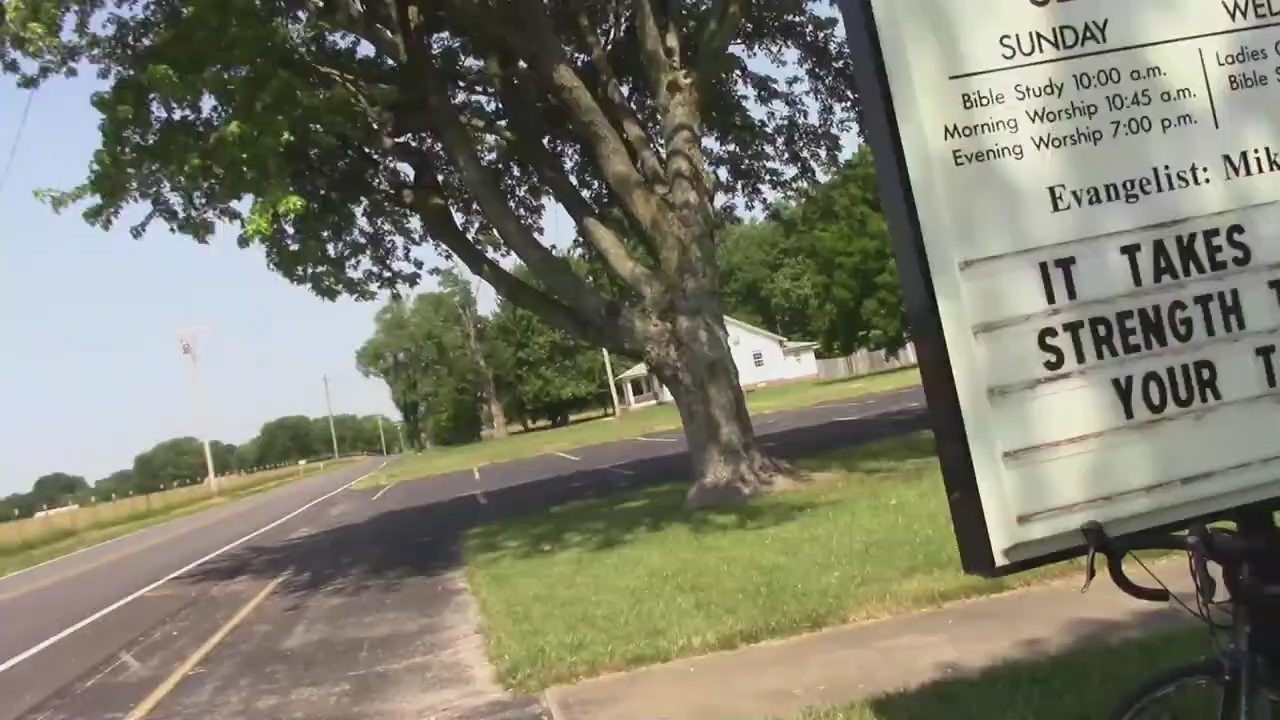 SUNDAY
Bible Study 10:00 a.m.
Morning Worship 10:45 a.m.
Evening Worship 7:00 p.m.
Ladies
Bible
Evangelist:
IT TAKES
STRENGTH
YOUR